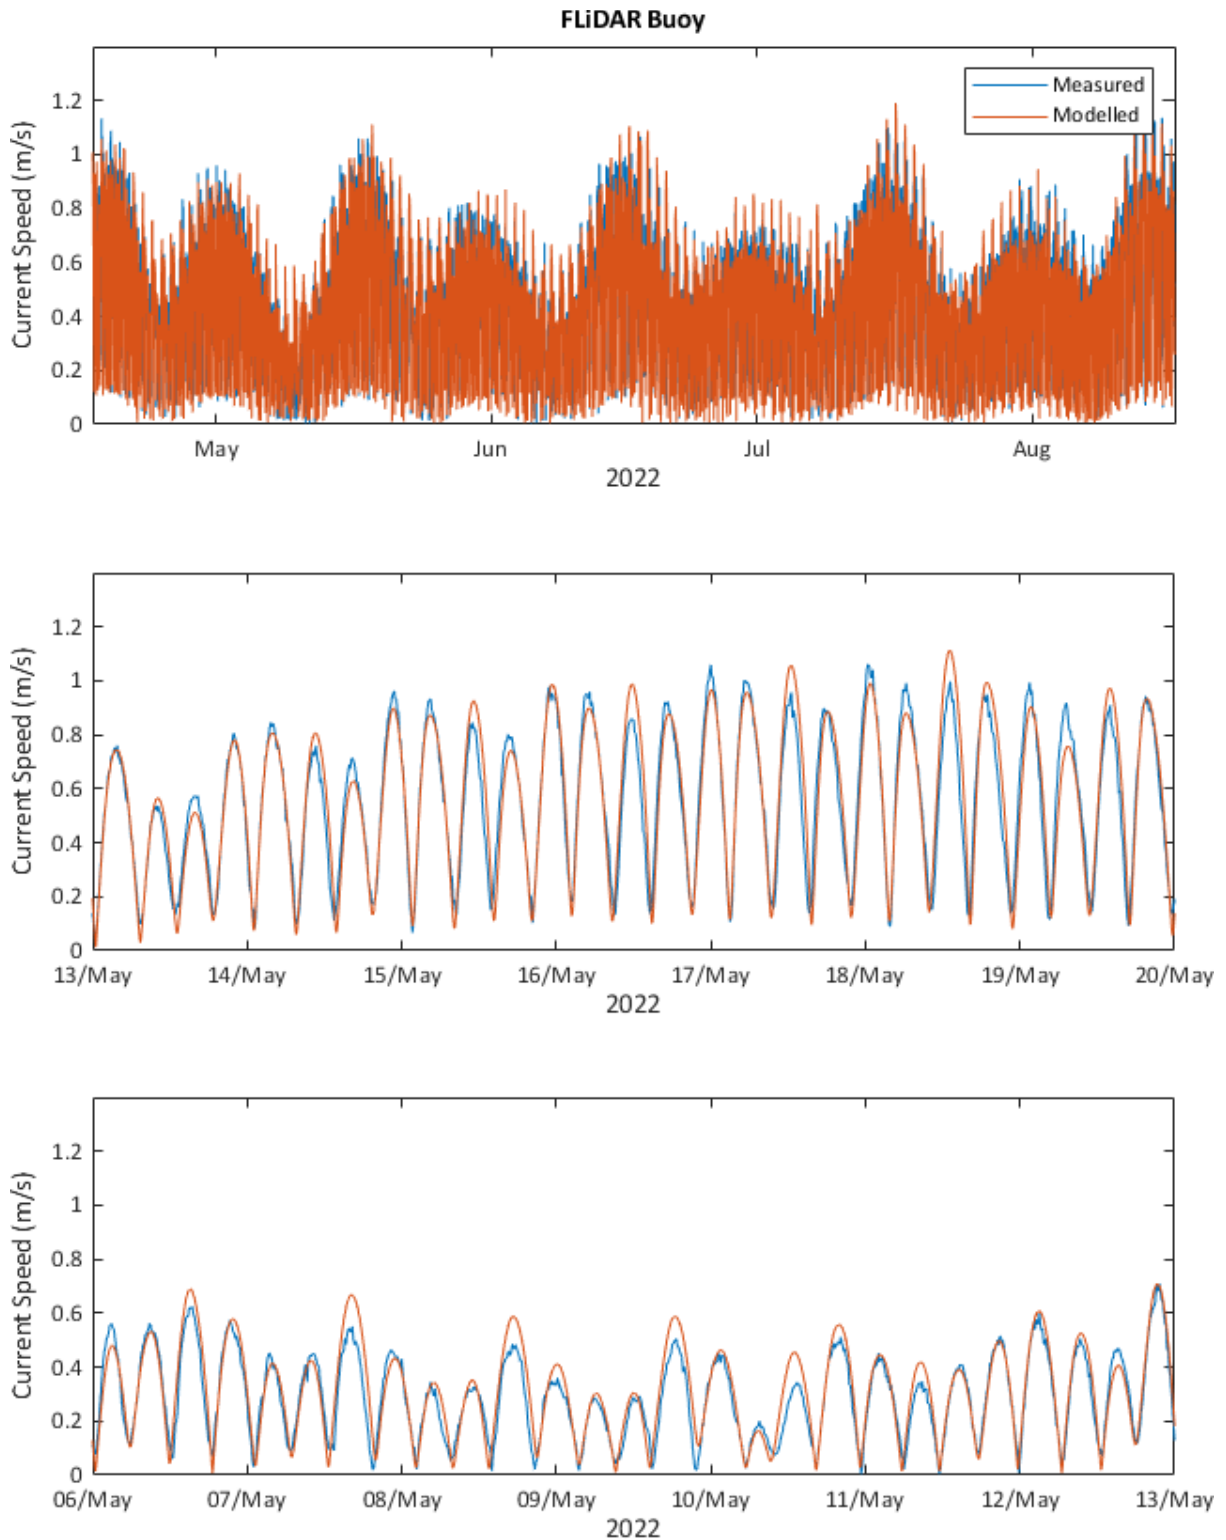 FLiDAR Buoy
Current Speed (m/s)
1.2
1
0.8
0.6
0.4
0.2
0
Measured
Modelled
May Jun Jul Aug
2022
Current Speed (m/s)
1.2
1
0.8
0.6
0.4
0.2
0
13/May 14/May 15/May 16/May 17/May 18/May 19/May 20/May
2022
Current Speed (m/s)
1.2
1
0.8
0.6
0.4
0.2
0
06/May 07/May 08/May 09/May 10/May 11/May 12/May 13/May
2022